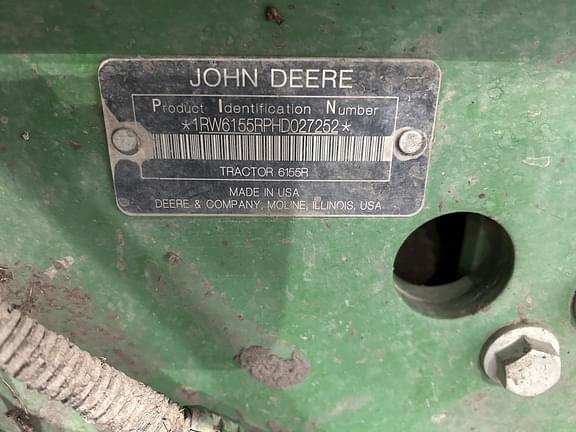 JOHN DEERE
Product Identification Number
*1RW6155RPHD027252*
TRACTOR 6155R
MADE IN USA
DEERE & COMPANY, MOLINE, ILLINOIS, USA